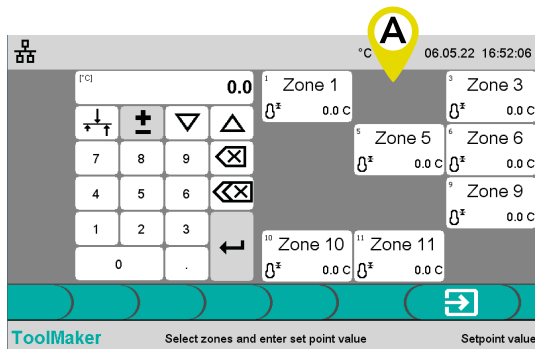 A
°C 06.05.22 16:52:06
[°C] 0.0
7 8 9
4 5 6
1 2 3
0 .
1 Zone 1
0.0 C
3 Zone 3
0.0 C
5 Zone 5
0.0 C
6 Zone 6
0.0 C
9 Zone 9
0.0 C
10 Zone 10
0.0 C
11 Zone 11
0.0 C
ToolMaker Select zones and enter set point value Setpoint value